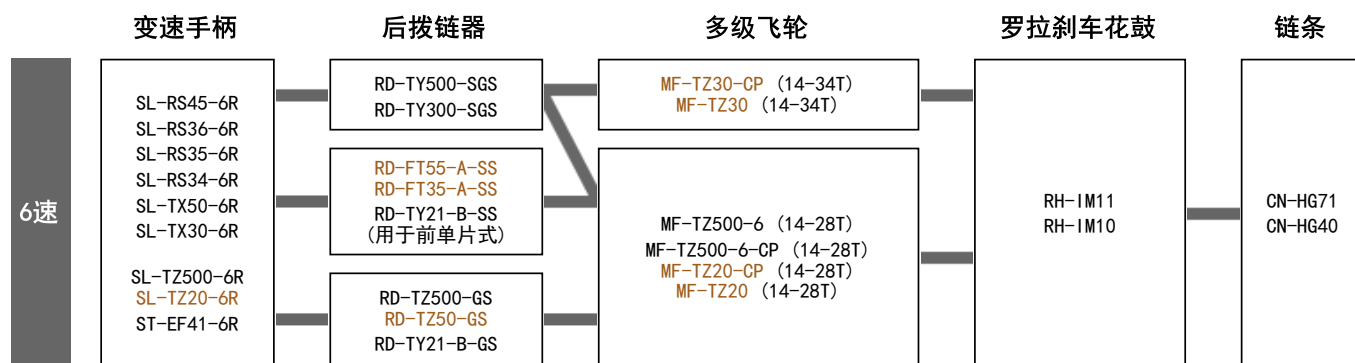 变速手柄
后拨链器
多级飞轮
罗拉刹车花鼓
链条
6速
SL-RS45-6R
SL-RS36-6R
SL-RS35-6R
SL-RS34-6R
SL-TX50-6R
SL-TX30-6R
SL-TZ500-6R
SL-TZ20-6R
ST-EF41-6R
RD-TY500-SGS
RD-TY300-SGS
RD-FT55-A-SS
RD-FT35-A-SS
RD-TY21-B-SS
(用于前单片式)
RD-TZ500-GS
RD-TZ50-GS
RD-TY21-B-GS
MF-TZ30-CP (14-34T)
MF-TZ30 (14-34T)
MF-TZ500-6 (14-28T)
MF-TZ500-6-CP (14-28T)
MF-TZ20-CP (14-28T)
MF-TZ20 (14-28T)
RH-IM11
RH-IM10
CN-HG71
CN-HG40